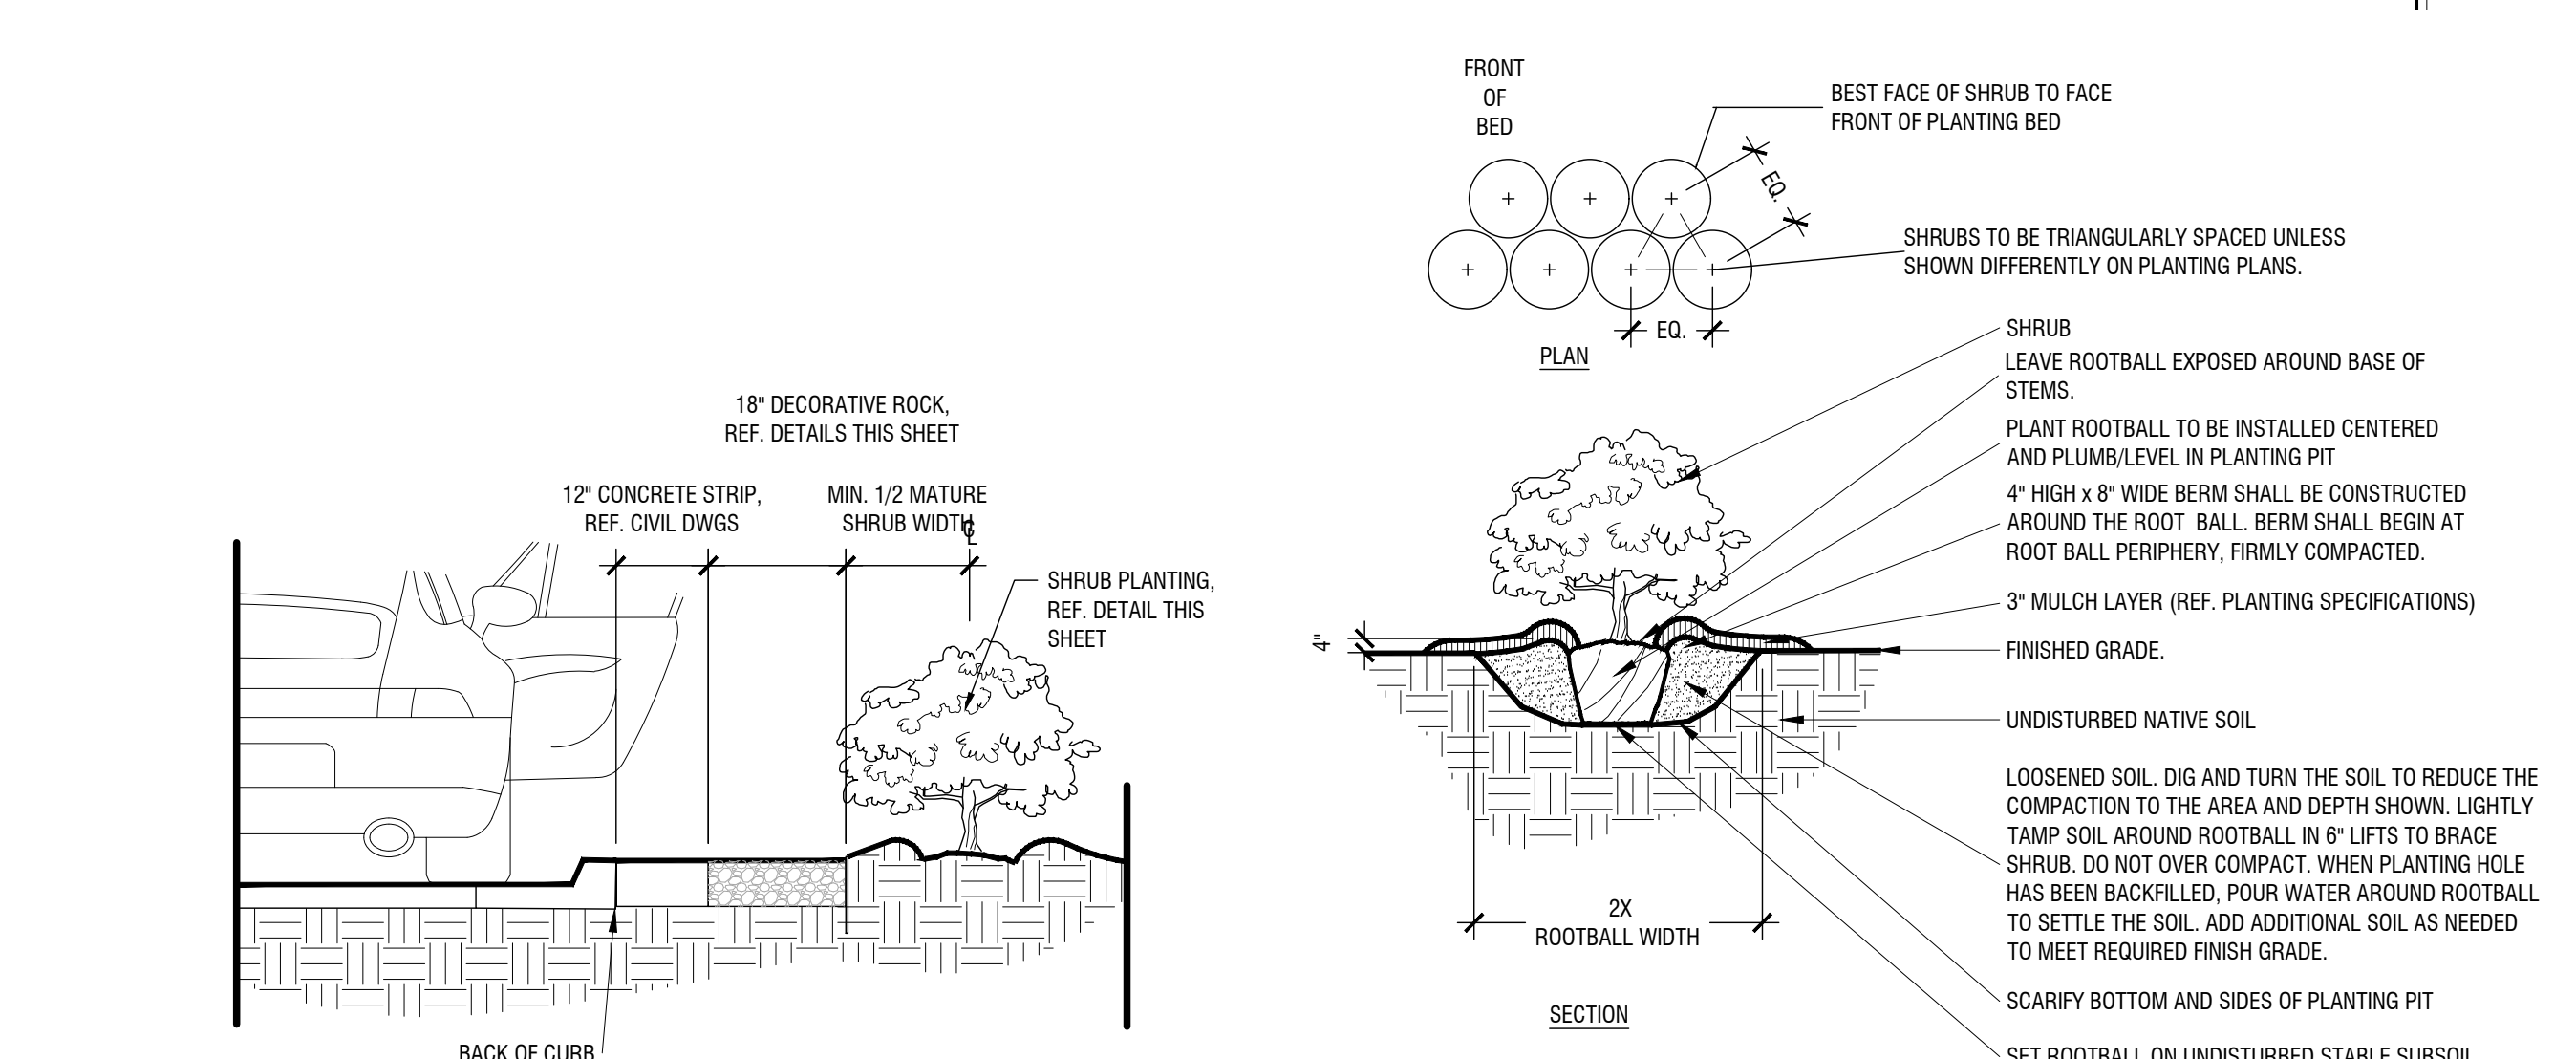 FRONT
OF
BED
BEST FACE OF SHRUB TO FACE
FRONT OF PLANTING BED
EQ.
SHRUBS TO BE TRIANGULARLY SPACED UNLESS
SHOWN DIFFERENTLY ON PLANTING PLANS.
EQ.
PLAN
SHRUB
LEAVE ROOTBALL EXPOSED AROUND BASE OF
STEMS.
PLANT ROOTBALL TO BE INSTALLED CENTERED
AND PLUMB/LEVEL IN PLANTING PIT
4" HIGH x 8" WIDE BERM SHALL BE CONSTRUCTED
AROUND THE ROOT  BALL. BERM SHALL BEGIN AT
ROOT BALL PERIPHERY, FIRMLY COMPACTED.
3" MULCH LAYER (REF. PLANTING SPECIFICATIONS)
4"
FINISHED GRADE.
UNDISTURBED NATIVE SOIL
LOOSENED SOIL. DIG AND TURN THE SOIL TO REDUCE THE
COMPACTION TO THE AREA AND DEPTH SHOWN. LIGHTLY
TAMP SOIL AROUND ROOTBALL IN 6" LIFTS TO BRACE
SHRUB. DO NOT OVER COMPACT. WHEN PLANTING HOLE
HAS BEEN BACKFILLED, POUR WATER AROUND ROOTBALL
TO SETTLE THE SOIL. ADD ADDITIONAL SOIL AS NEEDED
TO MEET REQUIRED FINISH GRADE.
2X
ROOTBALL WIDTH
SCARIFY BOTTOM AND SIDES OF PLANTING PIT
SECTION
SET ROOTBALL ON UNDISTURBED STABLE SUBSOIL
18" DECORATIVE ROCK,
REF. DETAILS THIS SHEET
12" CONCRETE STRIP,
REF. CIVIL DWGS
MIN. 1/2 MATURE
SHRUB WIDTH
℄
SHRUB PLANTING,
REF. DETAIL THIS
SHEET
BACK OF CURB